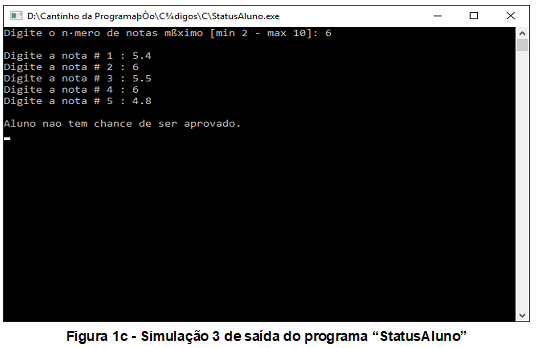 D:\Cantinho da ProgramaþÒo\C¾digos\C\StatusAluno.exe
Digite o n·mero de notas mßximo [min 2 - max 10]: 6
Digite a nota # 1 : 5.4
Digite a nota # 2 : 6
Digite a nota # 3 : 5.5
Digite a nota # 4 : 6
Digite a nota # 5 : 4.8
Aluno nao tem chance de ser aprovado.
Figura 1c - Simulação 3 de saída do programa “StatusAluno”